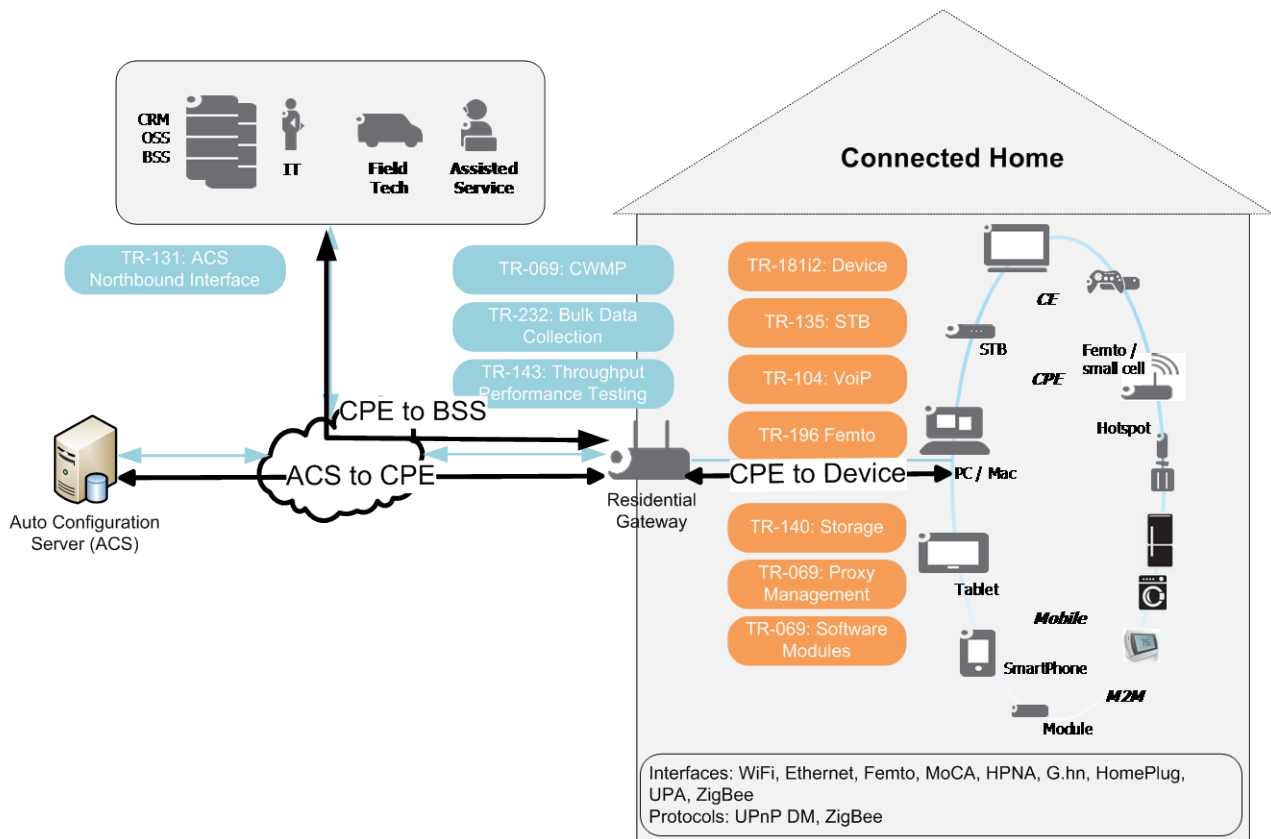 CRM
OSS
BSS
IT
Field
Tech
Assisted
Service
Connected Home
TR-131: ACS
Northbound Interface
TR-069: CWMP
TR-232: Bulk Data
Collection
TR-143: Throughput
Performance Testing
CPE to BSS
ACS to CPE
Auto Configuration
Server (ACS)
Residential
Gateway
TR-181i2: Device
TR-135: STB
TR-104: VoiP
TR-196 Femto
CPE to Device
TR-140: Storage
TR-069: Proxy
Management
TR-069: Software
Modules
CE
STB
Femto /
small cell
CPE
Hotspot
PC / Mac
Tablet
Mobile
SmartPhone
M2M
Module
75
Interfaces: WiFi, Ethernet, Femto, MoCA, HPNA, G.hn, HomePlug,
UPA, ZigBee
Protocols: UPnP DM, ZigBee